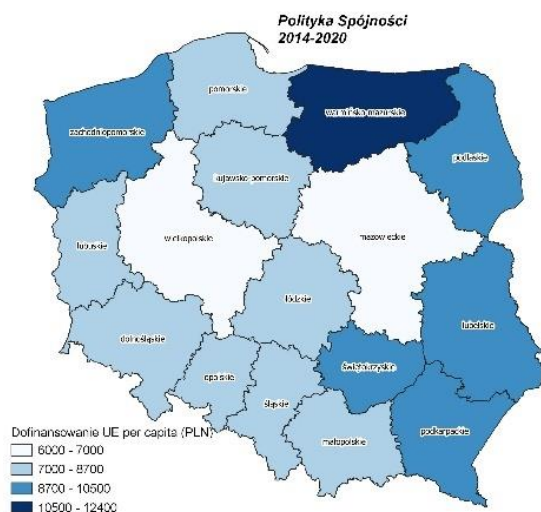 Polityka Spójności
2014-2020
pomorskie
warmińsko-mazurskie
zachodniopomorskie
podlaskie
kujawsko-pomorskie
wielkopolskie
mazowieckie
lubuskie
łódzkie
lubelskie
dolnośląskie
opolskie
świętokrzyskie
śląskie
podkarpackie
małopolskie
Dofinansowanie UE per capita (PLN)
6000 - 7000
7000 - 8700
8700 - 10500
10500 - 12400